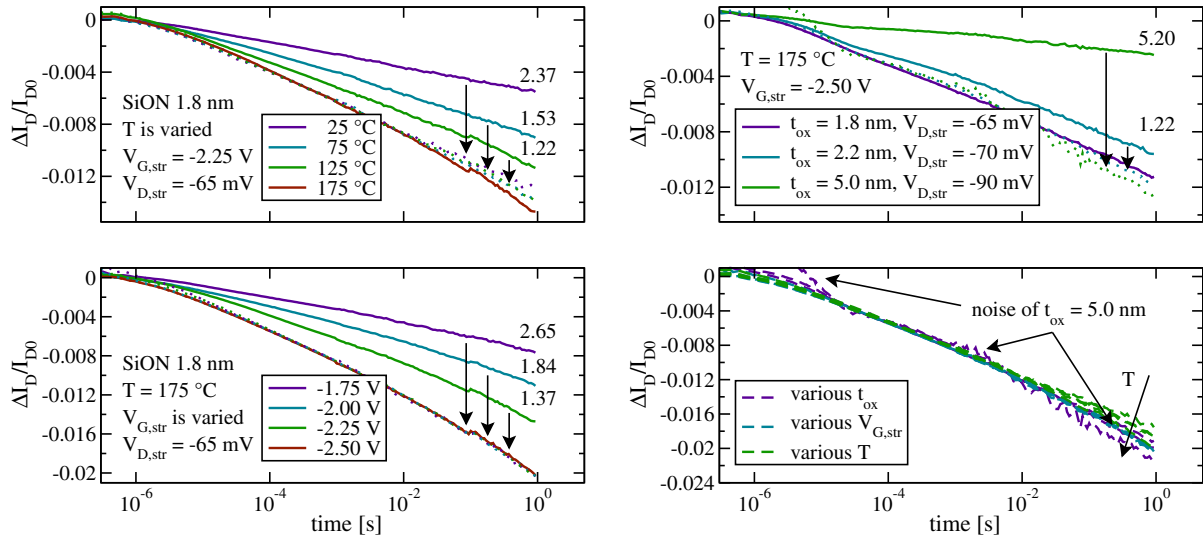 0
-0.004
-0.008
-0.012
ΔI_D/I_D0
2.37
1.53
1.22
SiON 1.8 nm
T is varied
V_G,str = -2.25 V
V_D,str = -65 mV
25 °C
75 °C
125 °C
175 °C
0
-0.004
-0.008
-0.012
ΔI_D/I_D0
5.20
1.22
T = 175 °C
V_G,str = -2.50 V
t_ox = 1.8 nm, V_D,str = -65 mV
t_ox = 2.2 nm, V_D,str = -70 mV
t_ox = 5.0 nm, V_D,str = -90 mV
0
-0.004
-0.008
-0.012
-0.016
-0.02
ΔI_D/I_D0
2.65
1.84
1.37
SiON 1.8 nm
T = 175 °C
V_G,str is varied
V_D,str = -65 mV
-1.75 V
-2.00 V
-2.25 V
-2.50 V
10^-6 10^-4 10^-2 10^0
time [s]
0
-0.004
-0.008
-0.012
-0.016
-0.02
-0.024
ΔI_D/I_D0
noise of t_ox = 5.0 nm
T
various t_ox
various V_G,str
various T
10^-6 10^-4 10^-2 10^0
time [s]